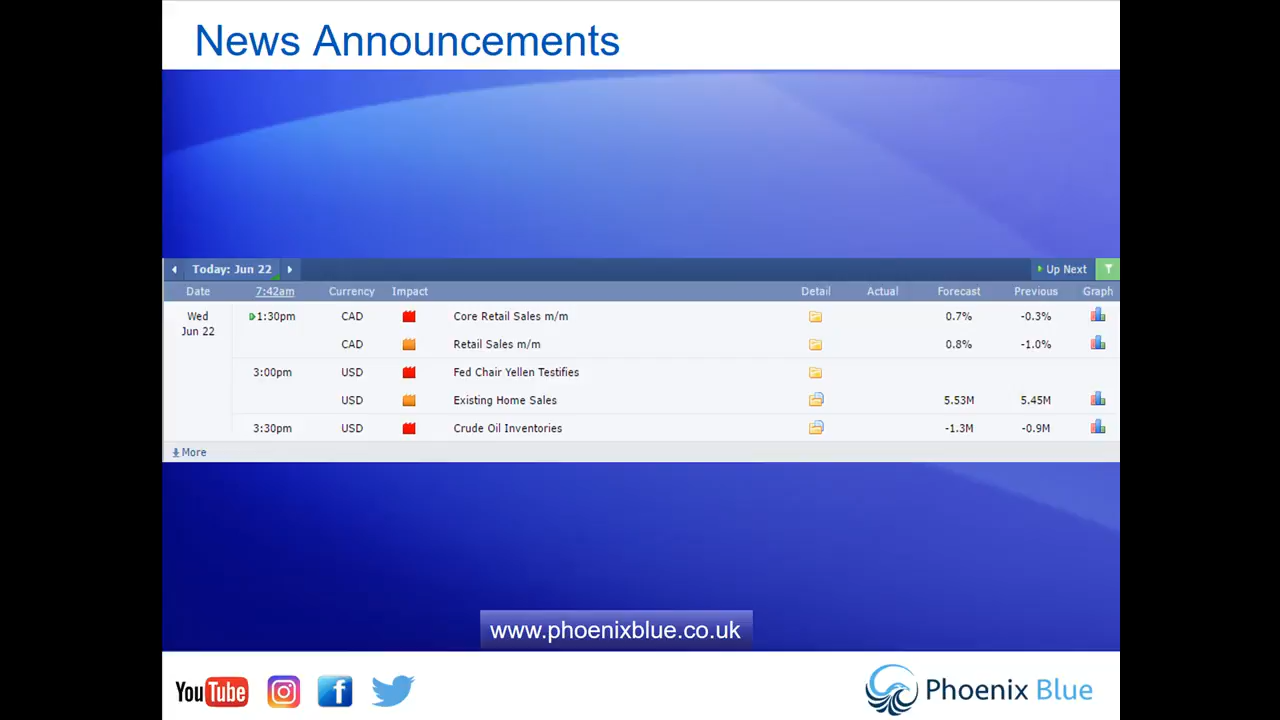 News Announcements
Today: Jun 22 Up Next
Date 7:42am Currency Impact Detail Actual Forecast Previous Graph
Wed 1:30pm CAD Core Retail Sales m/m 0.7% -0.3%
Jun 22
CAD Retail Sales m/m 0.8% -1.0%
3:00pm USD Fed Chair Yellen Testifies
USD Existing Home Sales 5.53M 5.45M
3:30pm USD Crude Oil Inventories -1.3M -0.9M
More
www.phoenixblue.co.uk
YouTube
Phoenix Blue